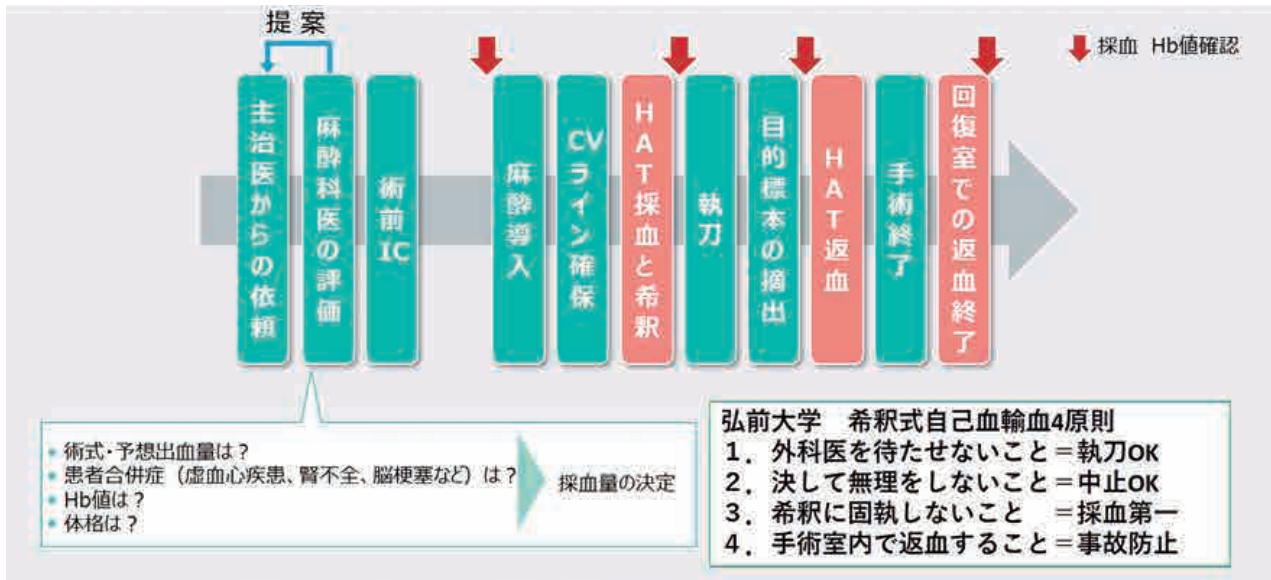 提 案
採血 Hb値確認
主治医からの依頼
麻酔科医の評価
術前IC
麻酔導入
CVライン確保
HAT採血と希釈
執刀
目的標本の摘出
HAT返血
手術終了
回復室での返血終了
• 術式・予想出血量は？
• 患者合併症（虚血心疾患、腎不全、脳梗塞など）は？
• Hb値は？
• 体格は？
採血量の決定
弘前大学　希釈式自己血輸血4原則
1．外科医を待たせないこと＝執刀OK
2．決して無理をしないこと＝中止OK
3．希釈に固執しないこと　＝採血第一
4．手術室内で返血すること＝事故防止